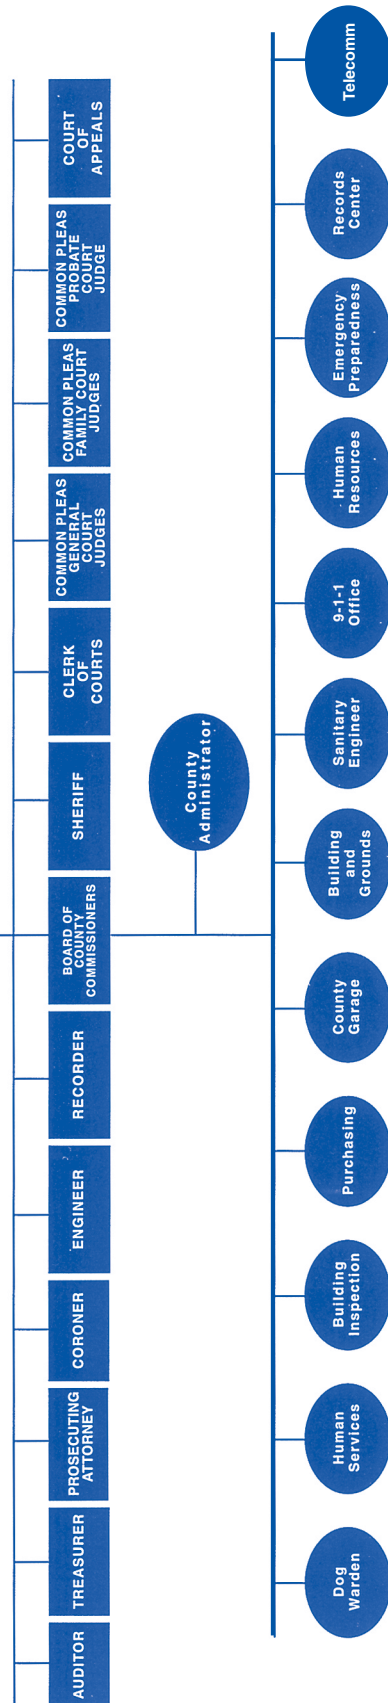 AUDITOR
TREASURER
PROSECUTING
ATTORNEY
CORONER
ENGINEER
RECORDER
BOARD OF
COUNTY
COMMISSIONERS
SHERIFF
CLERK
OF
COURTS
COMMON PLEAS
GENERAL
COURT
JUDGES
COMMON PLEAS
FAMILY COURT
JUDGES
COMMON PLEAS
PROBATE
COURT
JUDGE
COURT
OF
APPEALS
County
Administrator
Dog
Warden
Human
Services
Building
Inspection
Purchasing
County
Garage
Building
and
Grounds
Sanitary
Engineer
9-1-1
Office
Human
Resources
Emergency
Preparedness
Records
Center
Telecomm